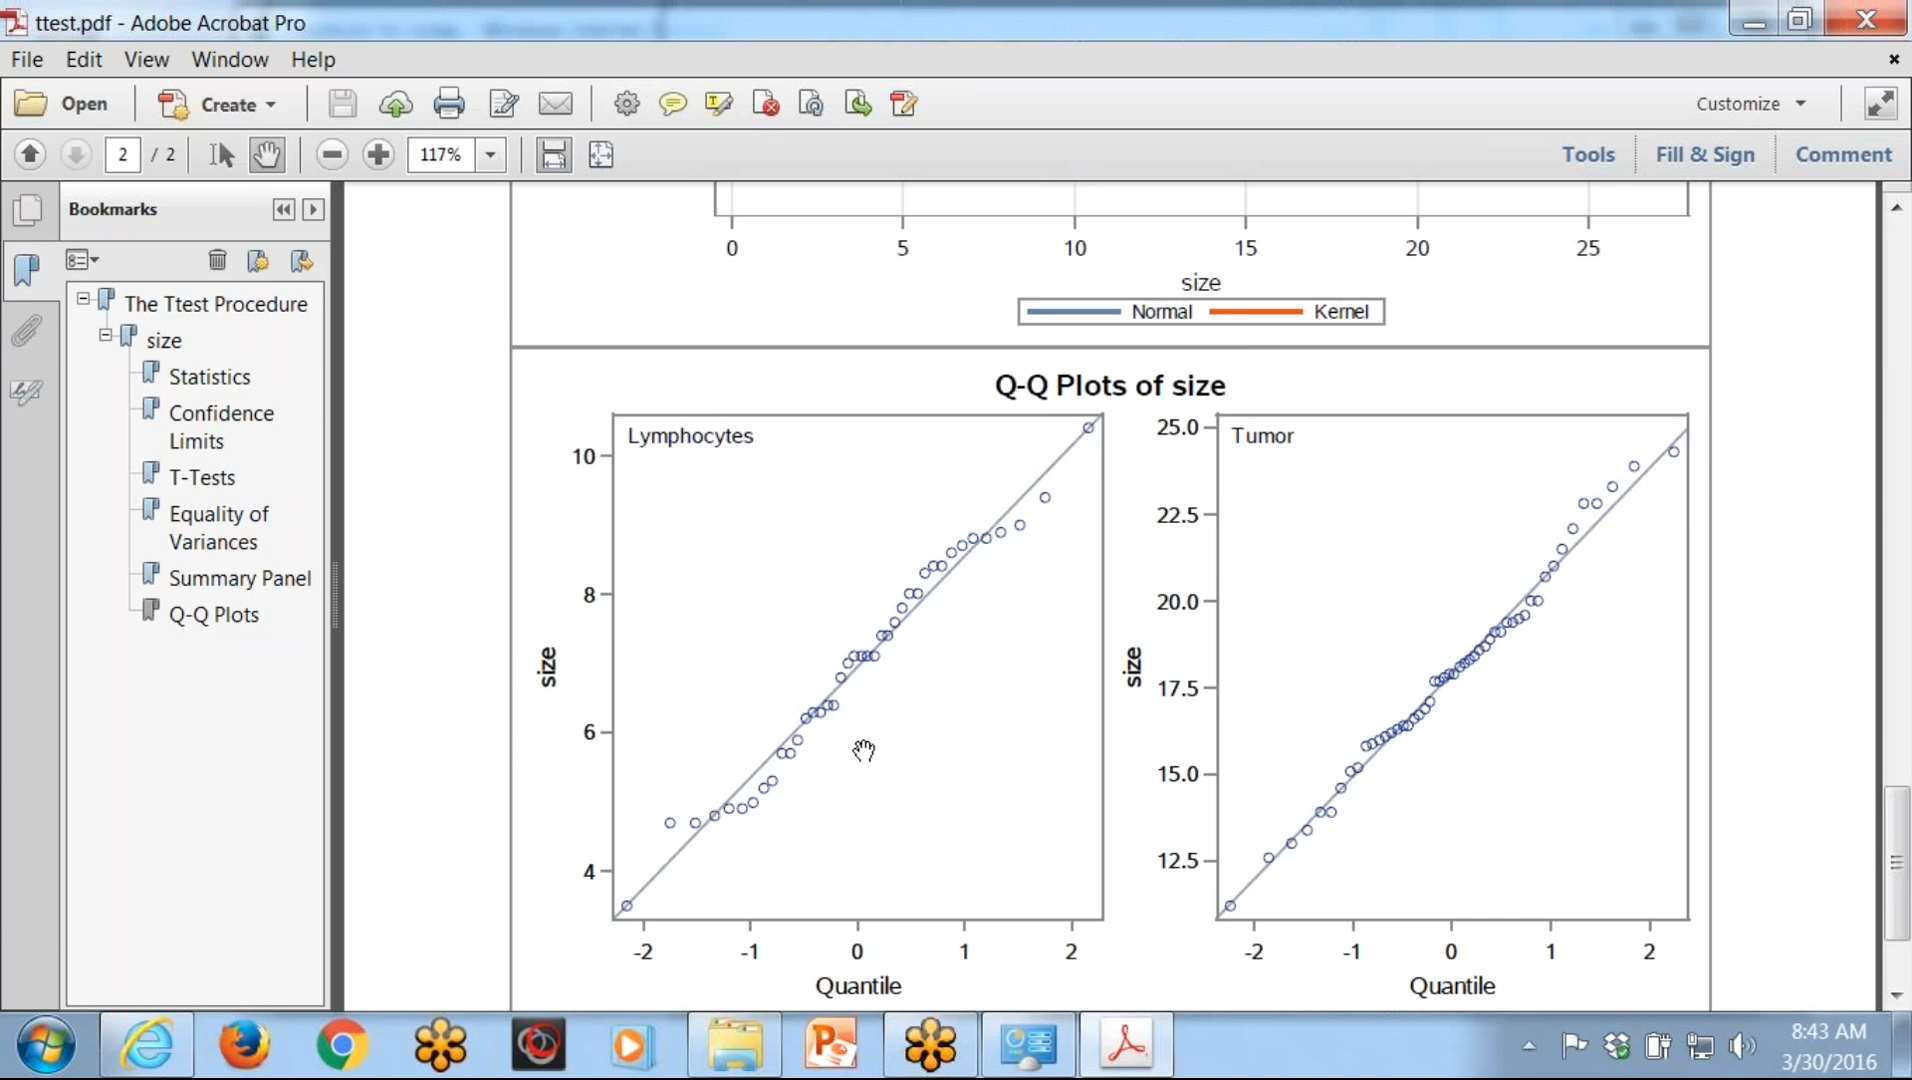 ttest.pdf - Adobe Acrobat Pro
File Edit View Window Help
Open Create Customize
2 / 2 117% Tools Fill & Sign Comment
Bookmarks
The Ttest Procedure
size
Statistics
Confidence
Limits
T-Tests
Equality of
Variances
Summary Panel
Q-Q Plots
0 5 10 15 20 25
size
Normal Kernel
Q-Q Plots of size
Lymphocytes
10
8
6
4
size
-2 -1 0 1 2
Quantile
Tumor
25.0
22.5
20.0
17.5
15.0
12.5
size
-2 -1 0 1 2
Quantile
8:43 AM
3/30/2016